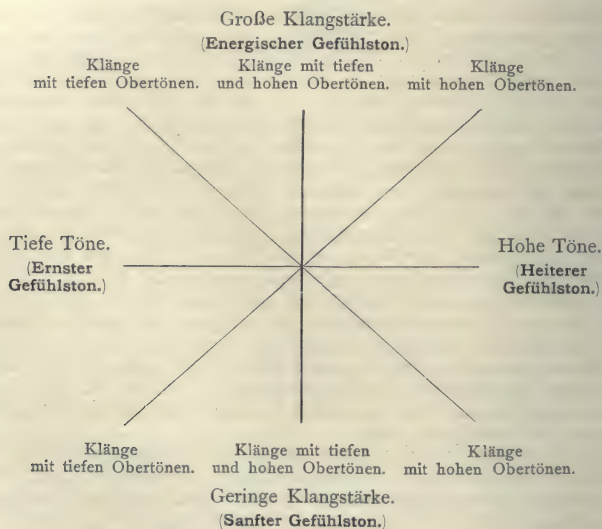 Große Klangstärke.
(Energischer Gefühlston.)
Klänge
mit tiefen Obertönen.
Klänge mit tiefen
und hohen Obertönen.
Klänge
mit hohen Obertönen.
Tiefe Töne.
(Ernster
Gefühlston.)
Hohe Töne.
(Heiterer
Gefühlston.)
Klänge
mit tiefen Obertönen.
Klänge mit tiefen
und hohen Obertönen.
Klänge
mit hohen Obertönen.
Geringe Klangstärke.
(Sanfter Gefühlston.)